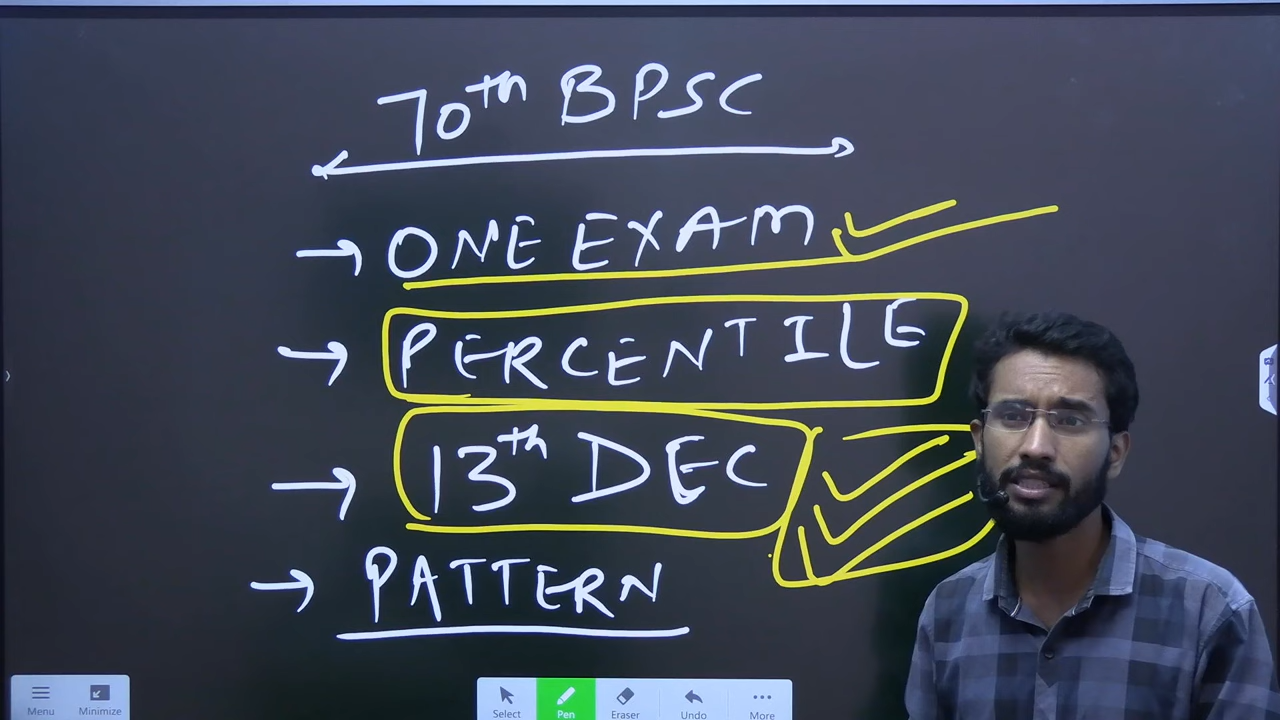 70th BPSC
→ ONE EXAM
→ PERCENTILE
→ 13th DEC
→ PATTERN
Menu Minimize Select Pen Eraser Undo More